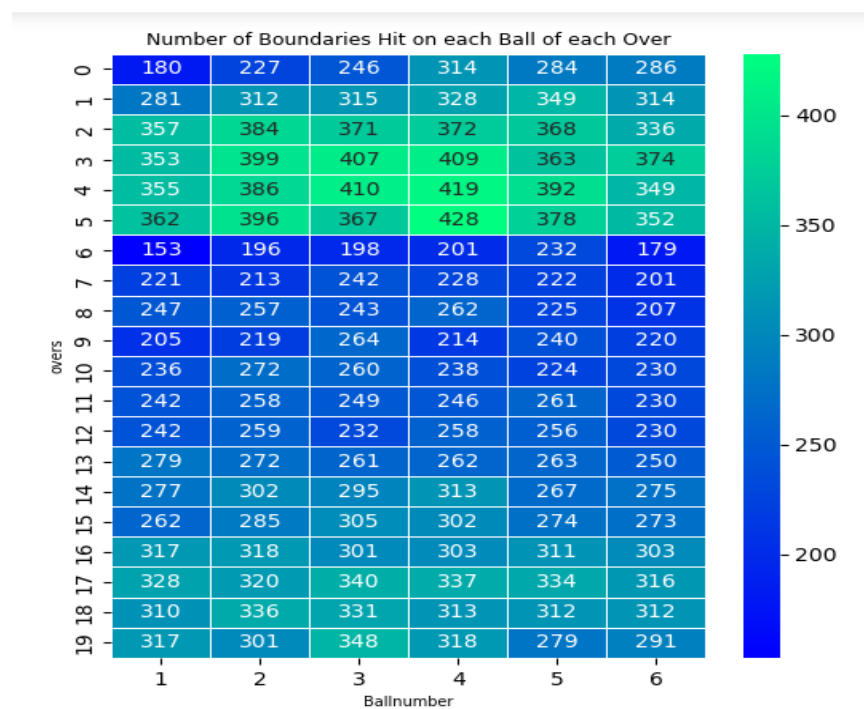 Number of Boundaries Hit on each Ball of each Over
0 180 227 246 314 284 286
1 281 312 315 328 349 314
2 357 384 371 372 368 336
3 353 399 407 409 363 374
4 355 386 410 419 392 349
5 362 396 367 428 378 352
6 153 196 198 201 232 179
7 221 213 242 228 222 201
8 247 257 243 262 225 207
9 205 219 264 214 240 220
10 236 272 260 238 224 230
11 242 258 249 246 261 230
12 242 259 232 258 256 230
13 279 272 261 262 263 250
14 277 302 295 313 267 275
15 262 285 305 302 274 273
16 317 318 301 303 311 303
17 328 320 340 337 334 316
18 310 336 331 313 312 312
19 317 301 348 318 279 291
1 2 3 4 5 6
Ballnumber
overs
400
350
300
250
200